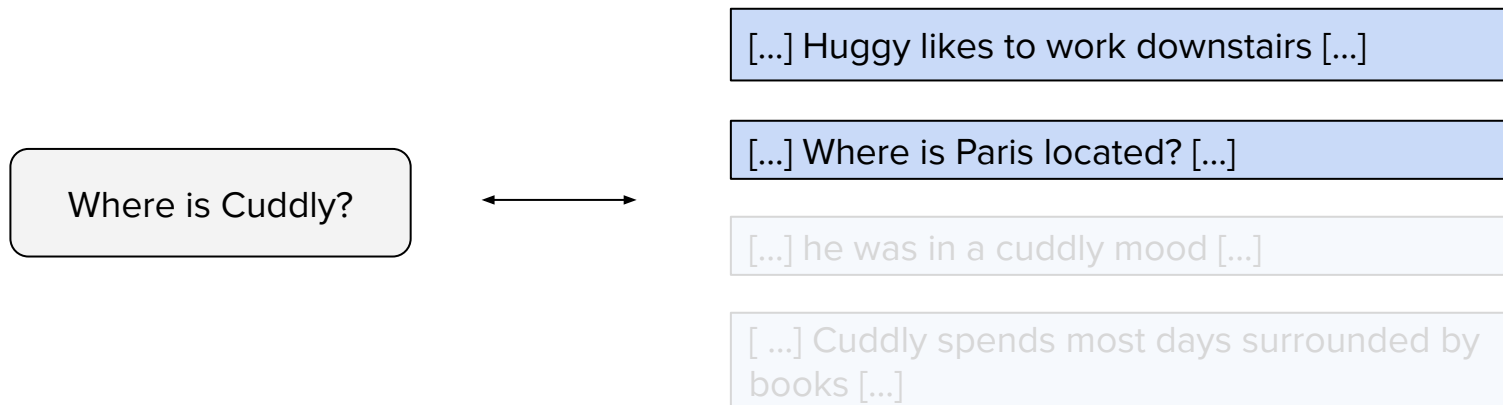 [...] Huggy likes to work downstairs [...]
[...] Where is Paris located? [...]
Where is Cuddly?
[...] he was in a cuddly mood [...]
[ ...] Cuddly spends most days surrounded by
books [...]